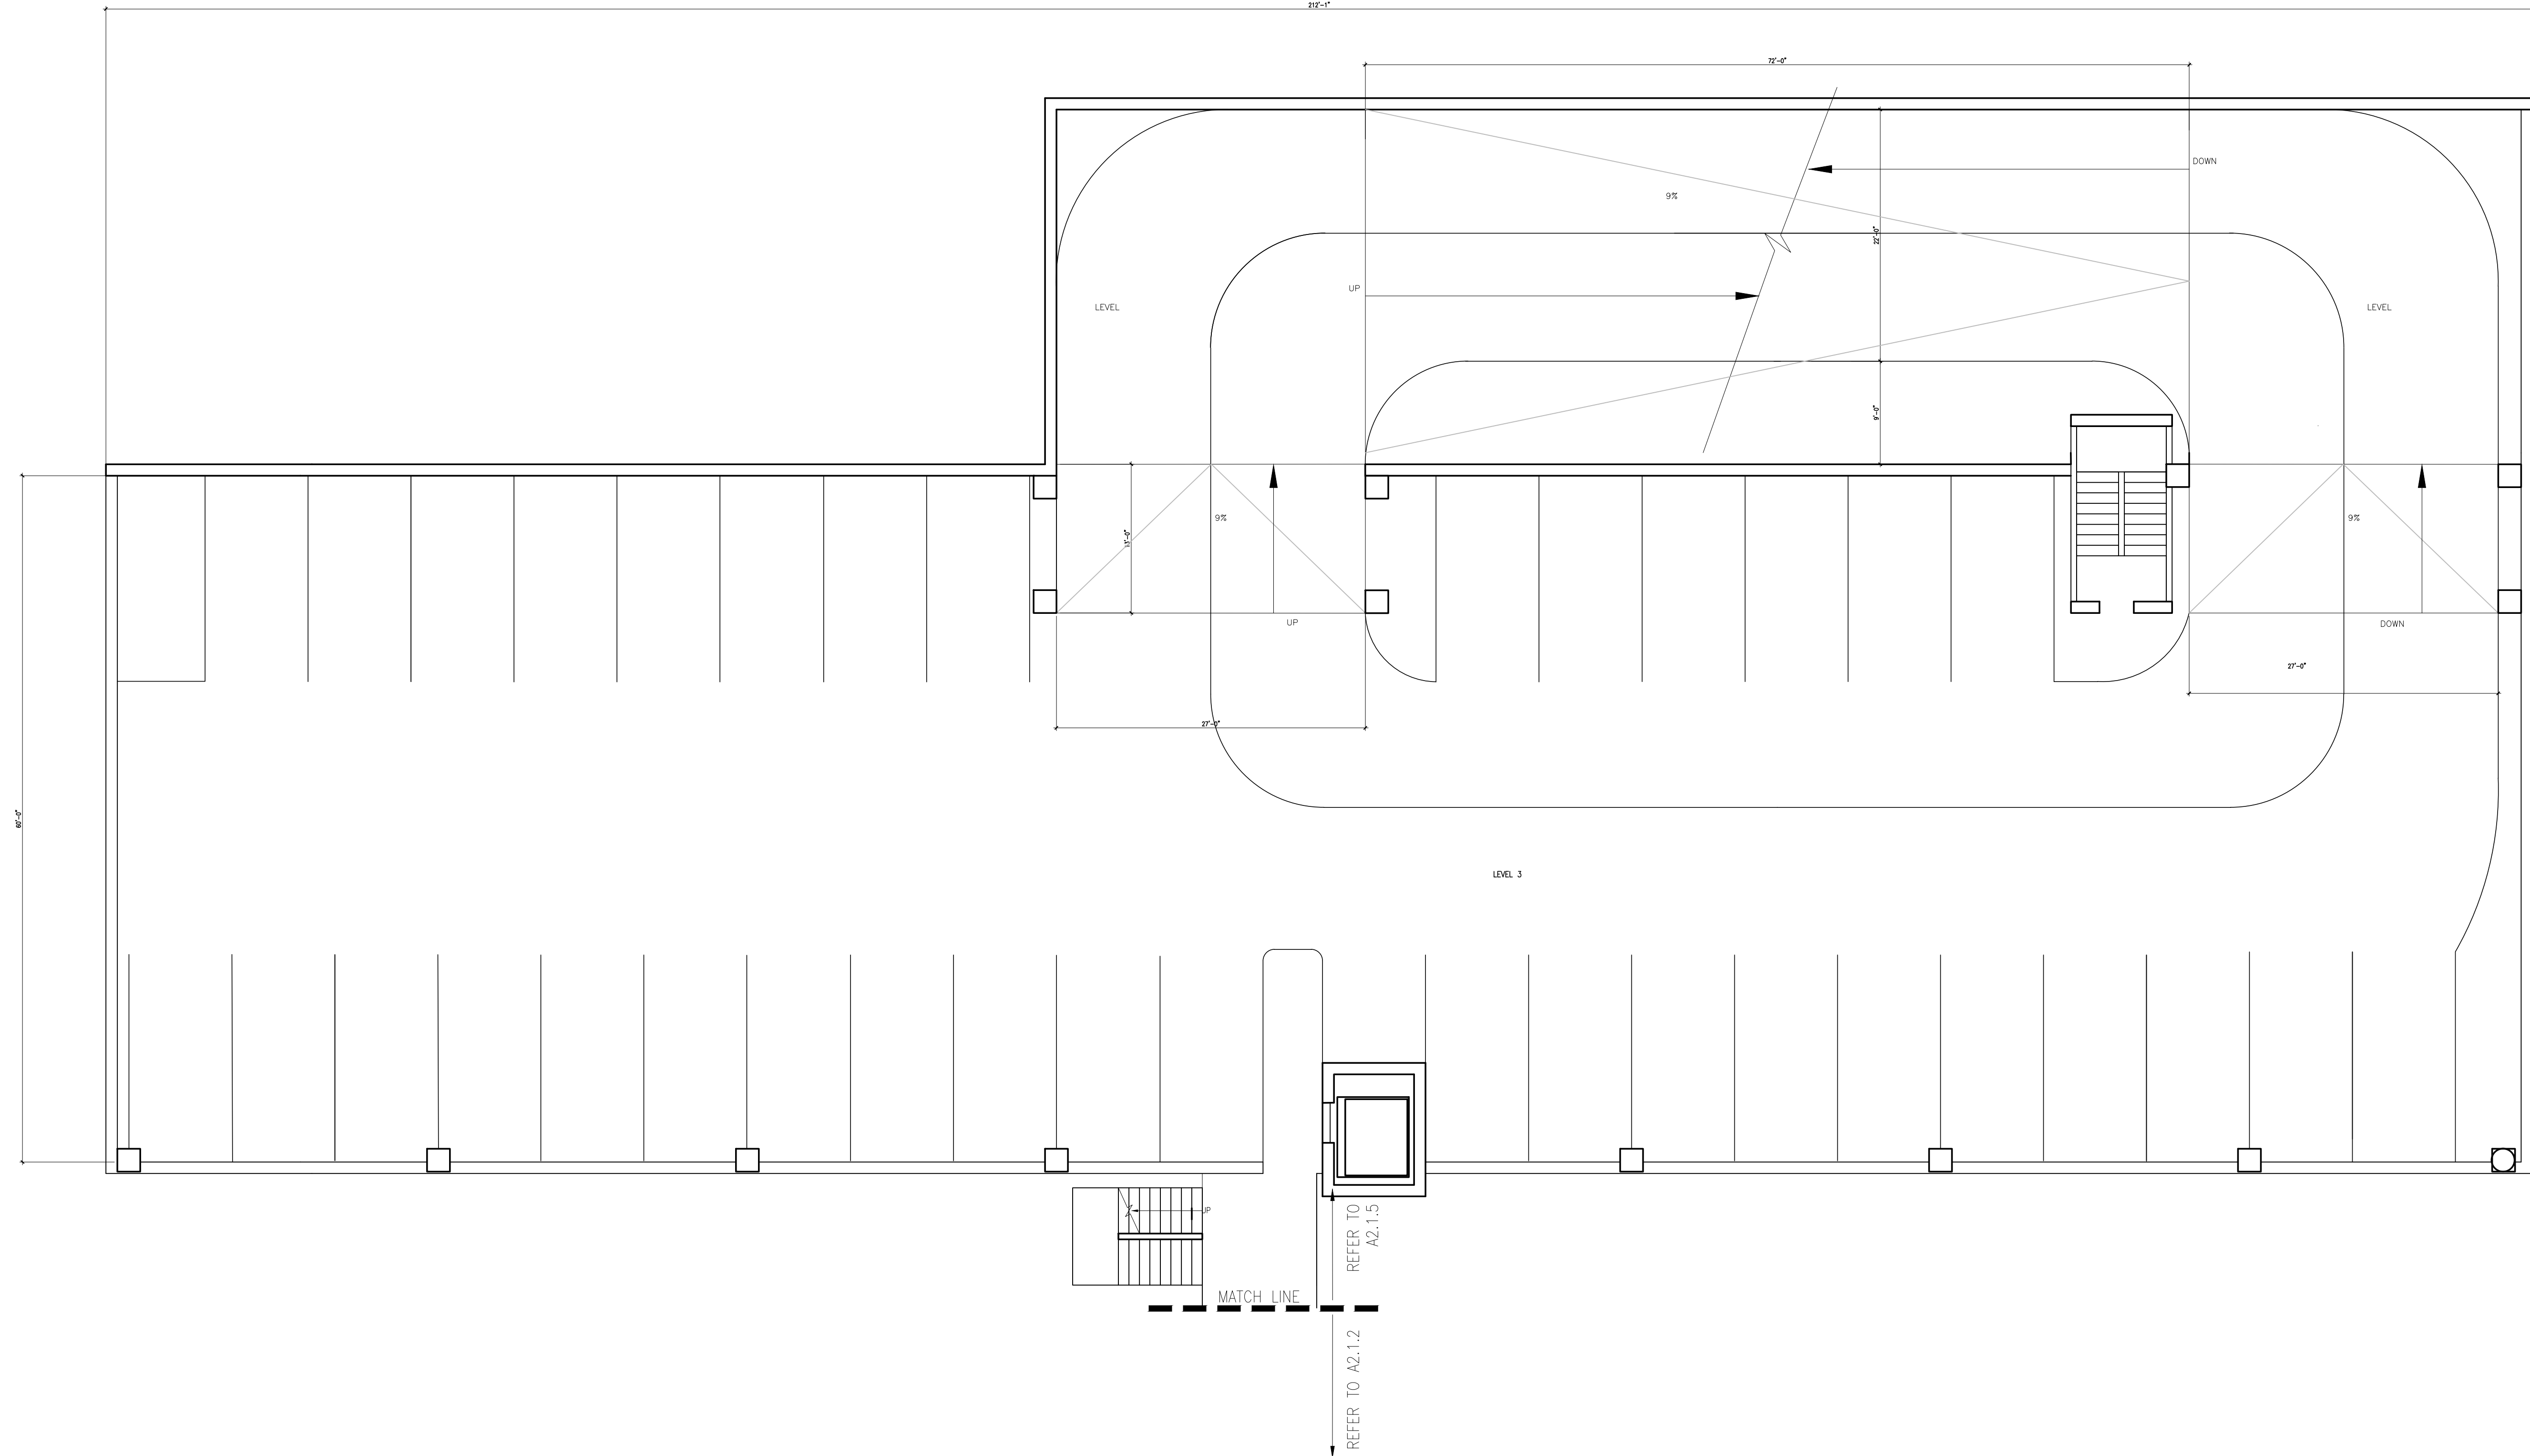 212'-1"
72'-0"
DOWN
9%
22'-0"
UP
LEVEL
LEVEL
9'-0"
9%
9%
13'-0"
UP
DOWN
27'-0"
27'-0"
60'-0"
LEVEL 3
UP
REFER TO
A2.1.5
MATCH LINE
REFER TO A2.1.2